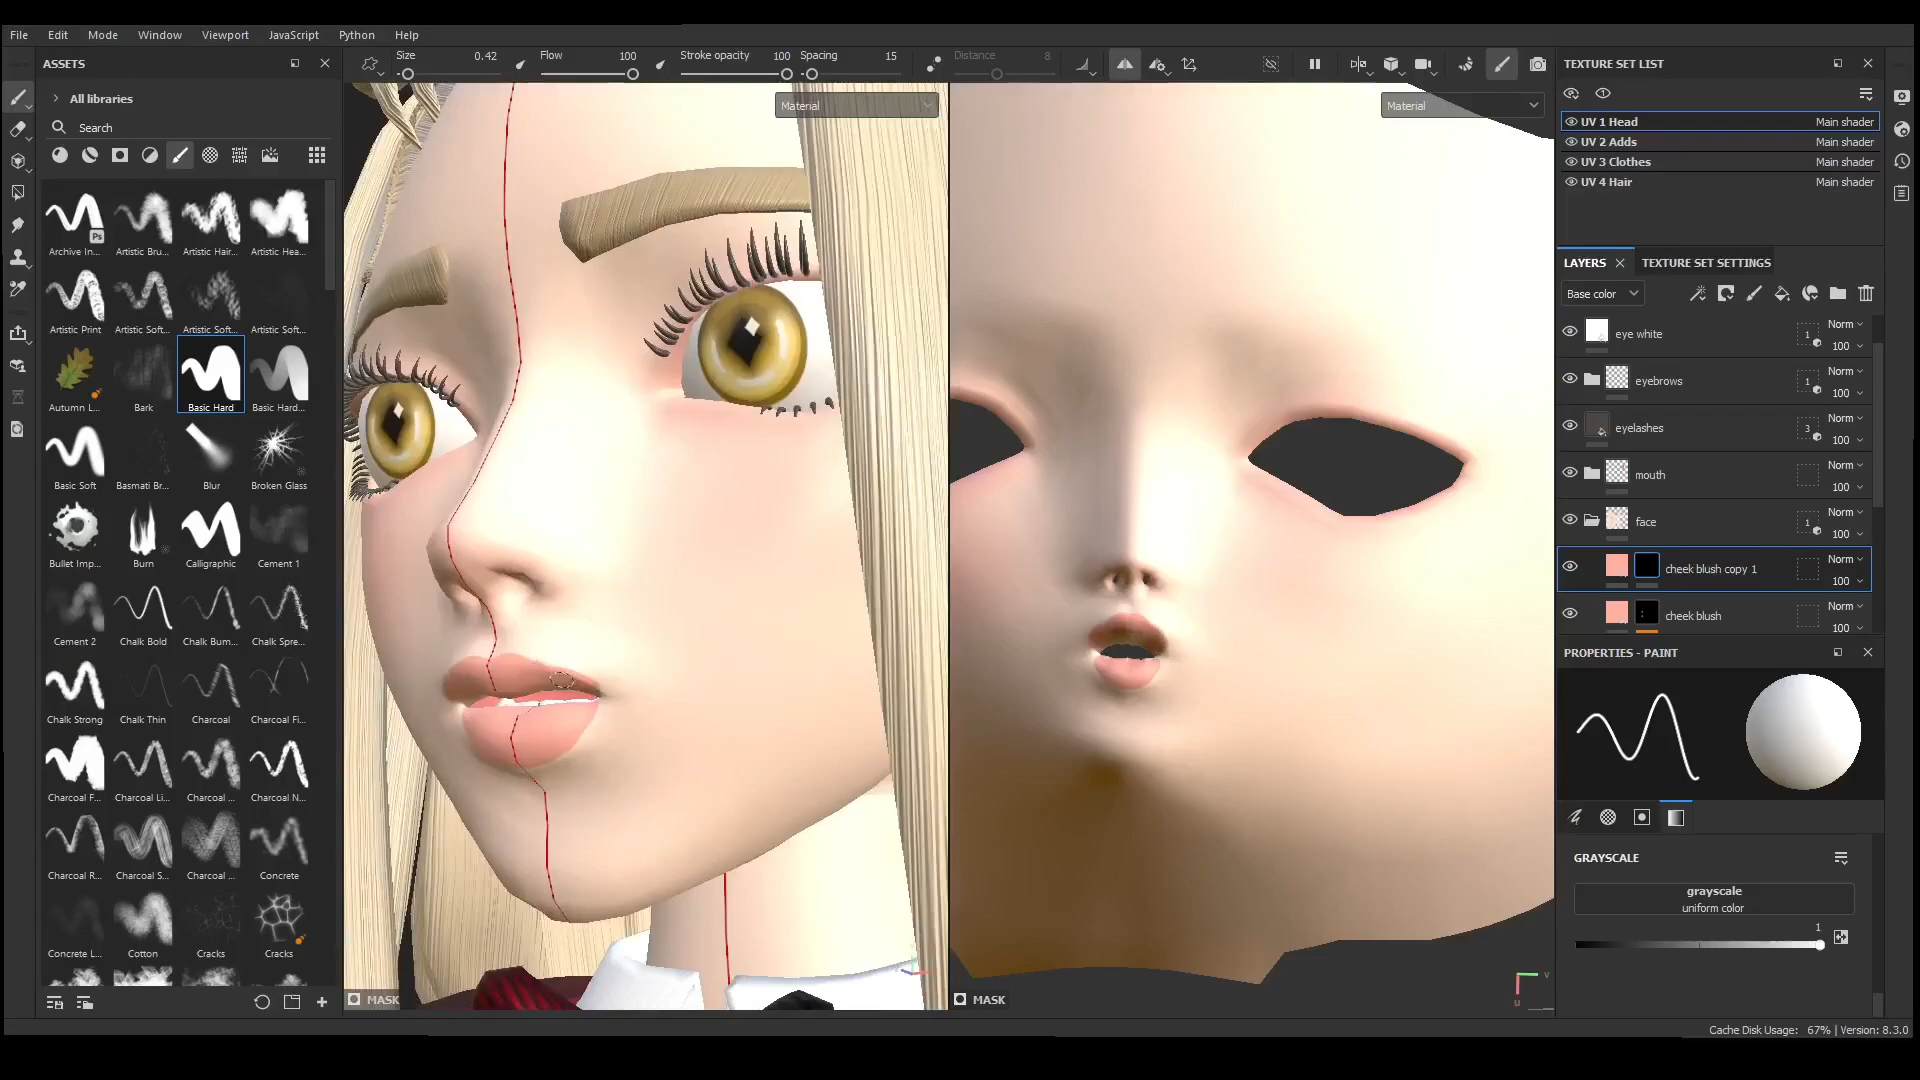 File Edit Mode Window Viewport JavaScript Python Help
ASSETS
Size 0.42 Flow 100 Stroke opacity 100 Spacing 15 Distance 8
All libraries
Search
Archive In... Artistic Bru... Artistic Hair... Artistic Hea...
Ps
Artistic Print Artistic Soft... Artistic Soft... Artistic Soft...
Autumn L... Bark Basic Hard Basic Hard...
Basic Soft Basmati Br... Blur Broken Glass
Bullet Imp... Burn Calligraphic Cement 1
Cement 2 Chalk Bold Chalk Bum... Chalk Spre...
Chalk Strong Chalk Thin Charcoal Charcoal Fi...
Charcoal F... Charcoal Li... Charcoal ... Charcoal N...
Charcoal R... Charcoal S... Charcoal ... Concrete
Concrete L... Cotton Cracks Cracks
Material
Material
MASK
MASK
V
U
TEXTURE SET LIST
UV 1 Head Main shader
UV 2 Adds Main shader
UV 3 Clothes Main shader
UV 4 Hair Main shader
LAYERS TEXTURE SET SETTINGS
Base color
eye white 1 Norm 100
eyebrows 1 Norm 100
eyelashes 3 Norm 100
mouth Norm 100
face 1 Norm 100
cheek blush copy 1 Norm 100
cheek blush Norm 100
PROPERTIES - PAINT
GRAYSCALE
grayscale
uniform color
1
Cache Disk Usage: 67% | Version: 8.3.0